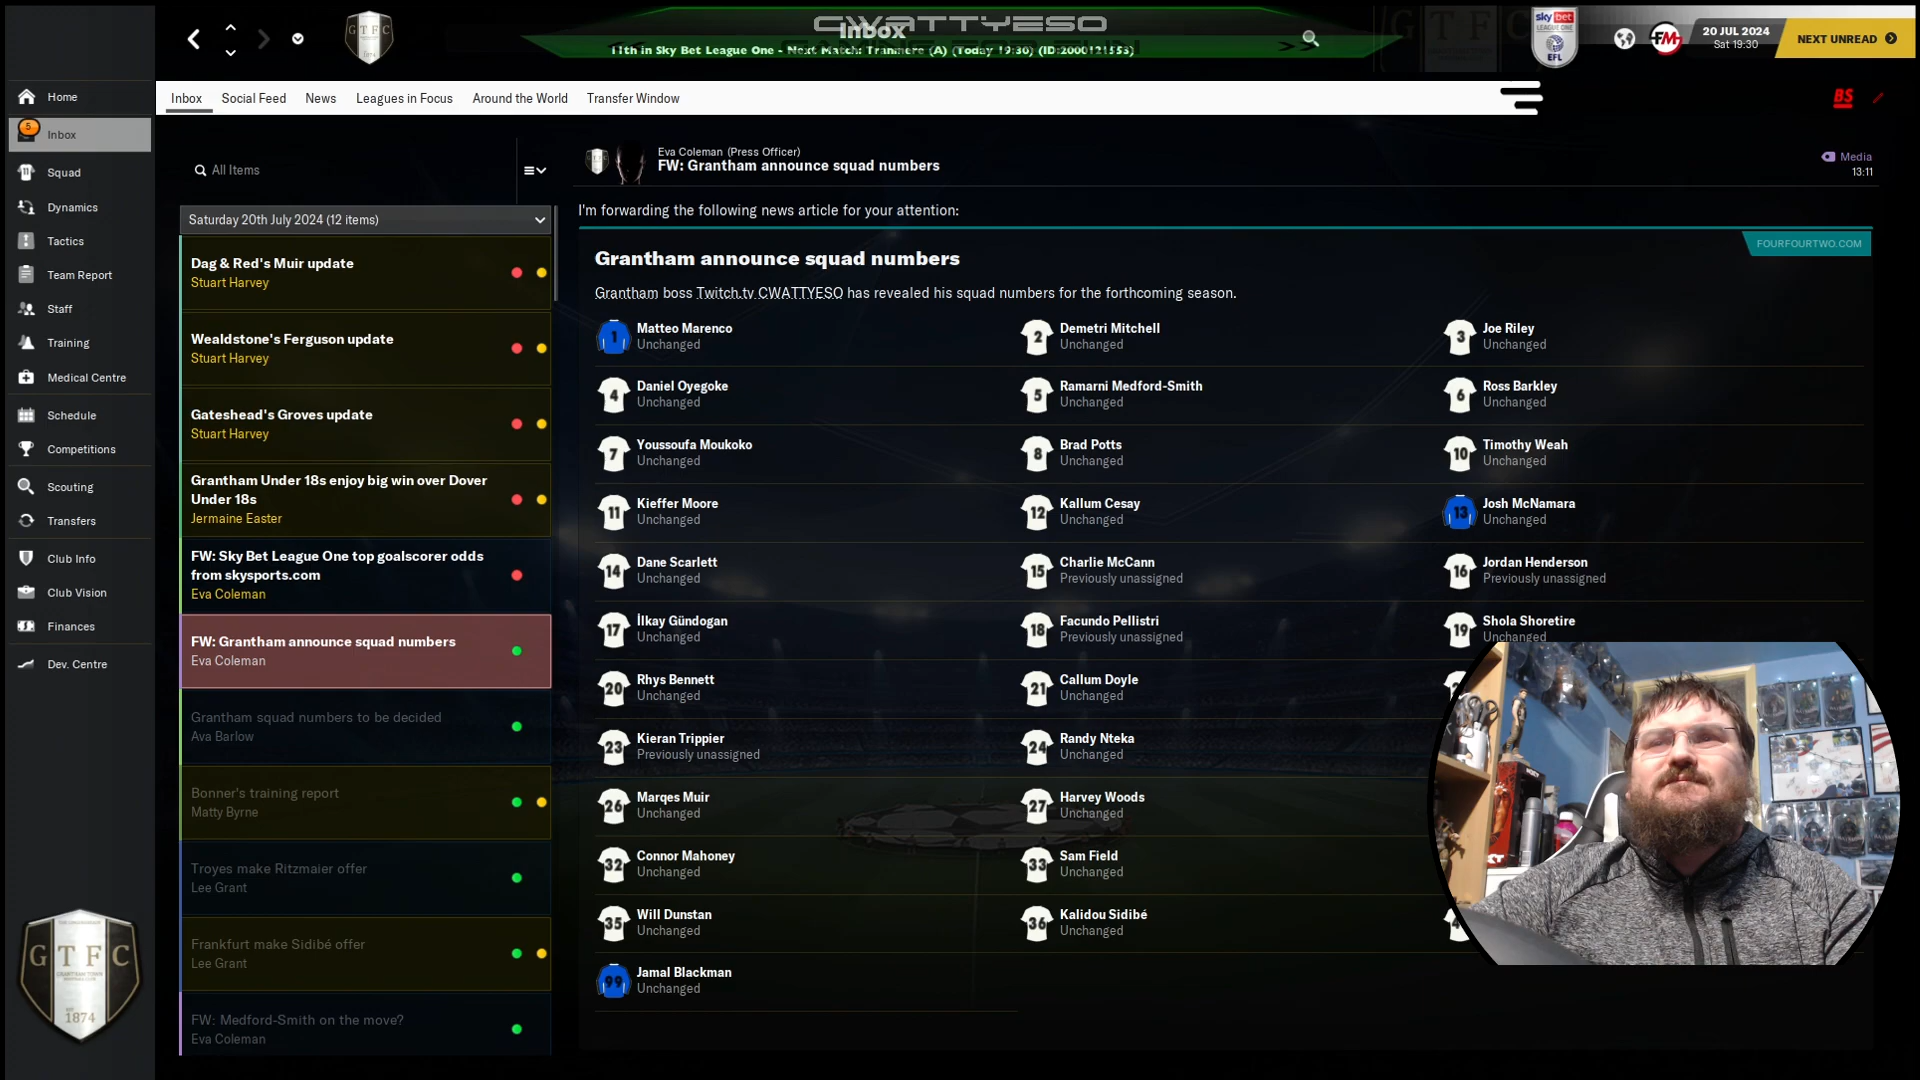 CWATTYESO
Inbox
11th in Sky Bet League One - Next Match: Tranmere (A) (Today 19:30) (ID:2000121553)
sky bet
LEAGUE ONE
EFL
FM
20 JUL 2024
Sat 19:30
NEXT UNREAD
Home
5
Inbox
Squad
Dynamics
Tactics
Team Report
Staff
Training
Medical Centre
Schedule
Competitions
Scouting
Transfers
Club Info
Club Vision
Finances
Dev. Centre
GTFC
1874
Inbox Social Feed News Leagues in Focus Around the World Transfer Window
BS
All Items
Saturday 20th July 2024 (12 items)
Dag & Red's Muir update
Stuart Harvey
Wealdstone's Ferguson update
Stuart Harvey
Gateshead's Groves update
Stuart Harvey
Grantham Under 18s enjoy big win over Dover
Under 18s
Jermaine Easter
FW: Sky Bet League One top goalscorer odds
from skysports.com
Eva Coleman
FW: Grantham announce squad numbers
Eva Coleman
Grantham squad numbers to be decided
Ava Barlow
Bonner's training report
Matty Byrne
Troyes make Ritzmaier offer
Lee Grant
Frankfurt make Sidibé offer
Lee Grant
FW: Medford-Smith on the move?
Eva Coleman
Eva Coleman (Press Officer)
FW: Grantham announce squad numbers
Media
13:11
I'm forwarding the following news article for your attention:
FOURFOURTWO.COM
Grantham announce squad numbers
Grantham boss Twitch.tv CWATTYESO has revealed his squad numbers for the forthcoming season.
1 Matteo Marenco
Unchanged
2 Demetri Mitchell
Unchanged
3 Joe Riley
Unchanged
4 Daniel Oyegoke
Unchanged
5 Ramarni Medford-Smith
Unchanged
6 Ross Barkley
Unchanged
7 Youssoufa Moukoko
Unchanged
8 Brad Potts
Unchanged
10 Timothy Weah
Unchanged
11 Kieffer Moore
Unchanged
12 Kallum Cesay
Unchanged
13 Josh McNamara
Unchanged
14 Dane Scarlett
Unchanged
15 Charlie McCann
Previously unassigned
16 Jordan Henderson
Previously unassigned
17 İlkay Gündogan
Unchanged
18 Facundo Pellistri
Previously unassigned
19 Shola Shoretire
Unchanged
20 Rhys Bennett
Unchanged
21 Callum Doyle
Unchanged
23 Kieran Trippier
Previously unassigned
24 Randy Nteka
Unchanged
26 Marqes Muir
Unchanged
27 Harvey Woods
Unchanged
32 Connor Mahoney
Unchanged
33 Sam Field
Unchanged
35 Will Dunstan
Unchanged
36 Kalidou Sidibé
Unchanged
99 Jamal Blackman
Unchanged